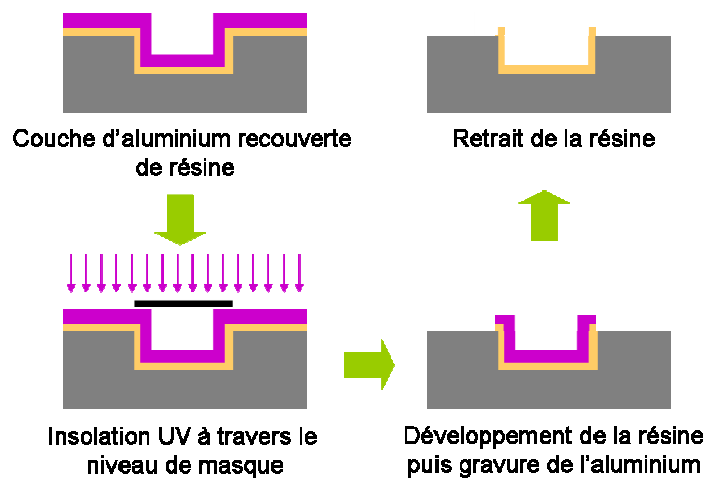 Couche d'aluminium recouverte
de résine
Retrait de la résine
Insolation UV à travers le
niveau de masque
Développement de la résine
puis gravure de l'aluminium